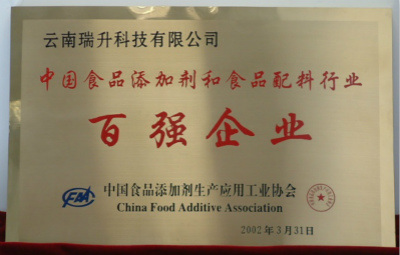 云南瑞升科技有限公司
中国食品添加剂和食品配料行业
百强企业
中国食品添加剂生产应用工业协会
China Food Additive Association
2002年3月31日